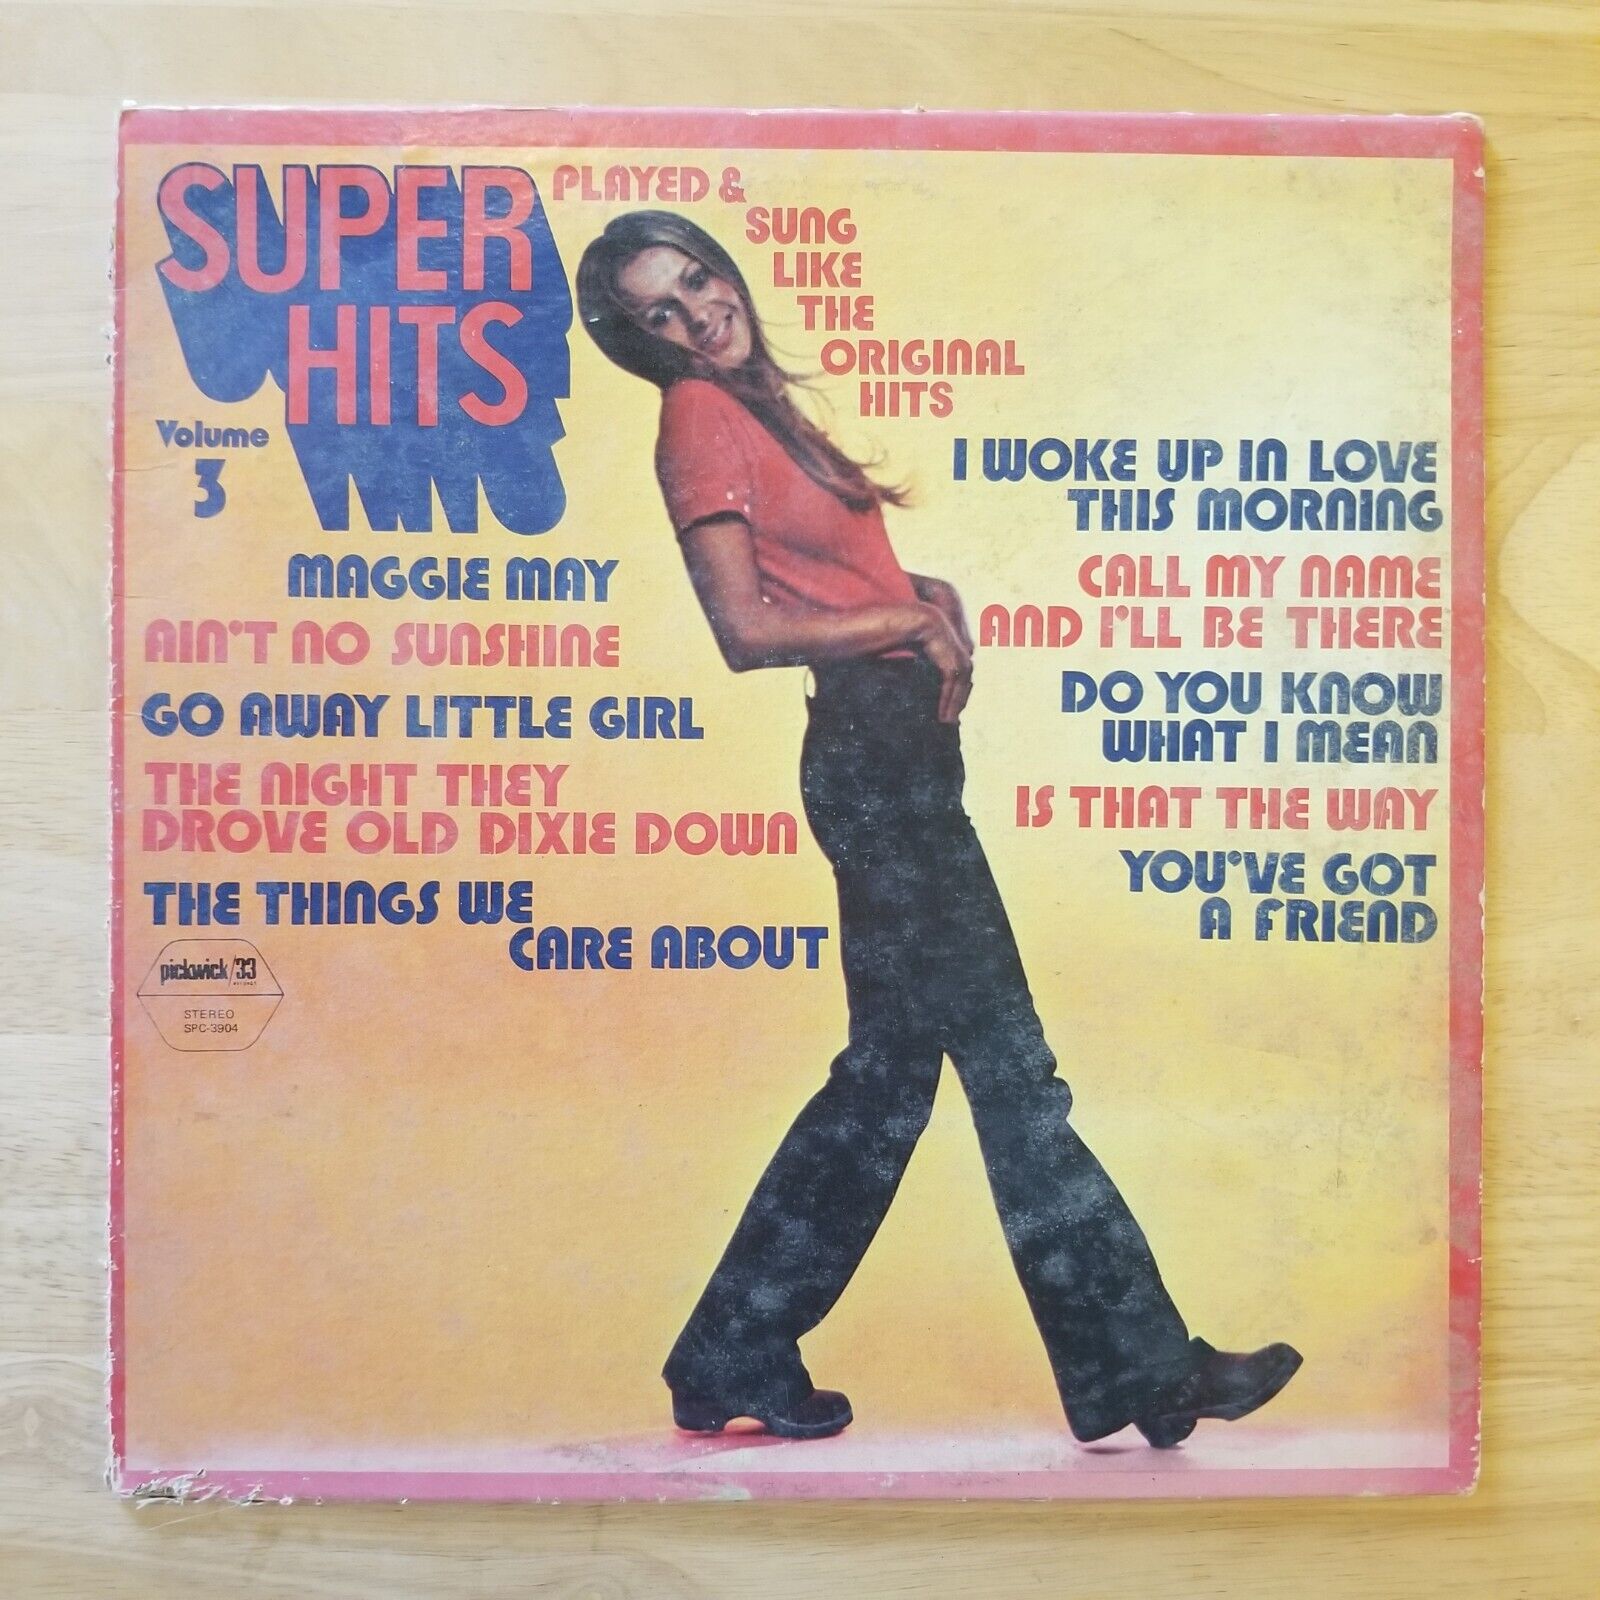 SUPER
HITS
Volume
3
PLAYED &
SUNG
LIKE
THE
ORIGINAL
HITS
MAGGIE MAY
AIN'T NO SUNSHINE
GO AWAY LITTLE GIRL
THE NIGHT THEY
DROVE OLD DIXIE DOWN
THE THINGS WE
CARE ABOUT
I WOKE UP IN LOVE
THIS MORNING
CALL MY NAME
AND I'LL BE THERE
DO YOU KNOW
WHAT I MEAN
IS THAT THE WAY
YOU'VE GOT
A FRIEND
pickwick/33
RECORDS
STEREO
SPC-3904